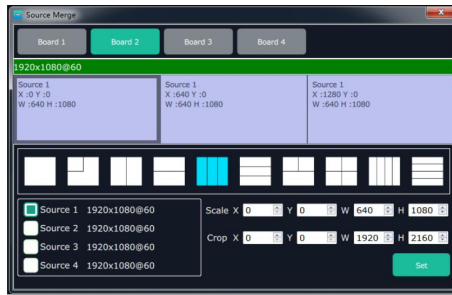 Source Merge
Board 1 Board 2 Board 3 Board 4
1920x1080@60
Source 1 Source 1 Source 1
X :0 Y :0 X :640 Y :0 X :1280 Y :0
W :640 H :1080 W :640 H :1080 W :640 H :1080
Source 1 1920x1080@60 Scale X 0 Y 0 W 640 H 1080
Source 2 1920x1080@60
Source 3 1920x1080@60 Crop X 0 Y 0 W 1920 H 2160
Source 4 1920x1080@60 Set